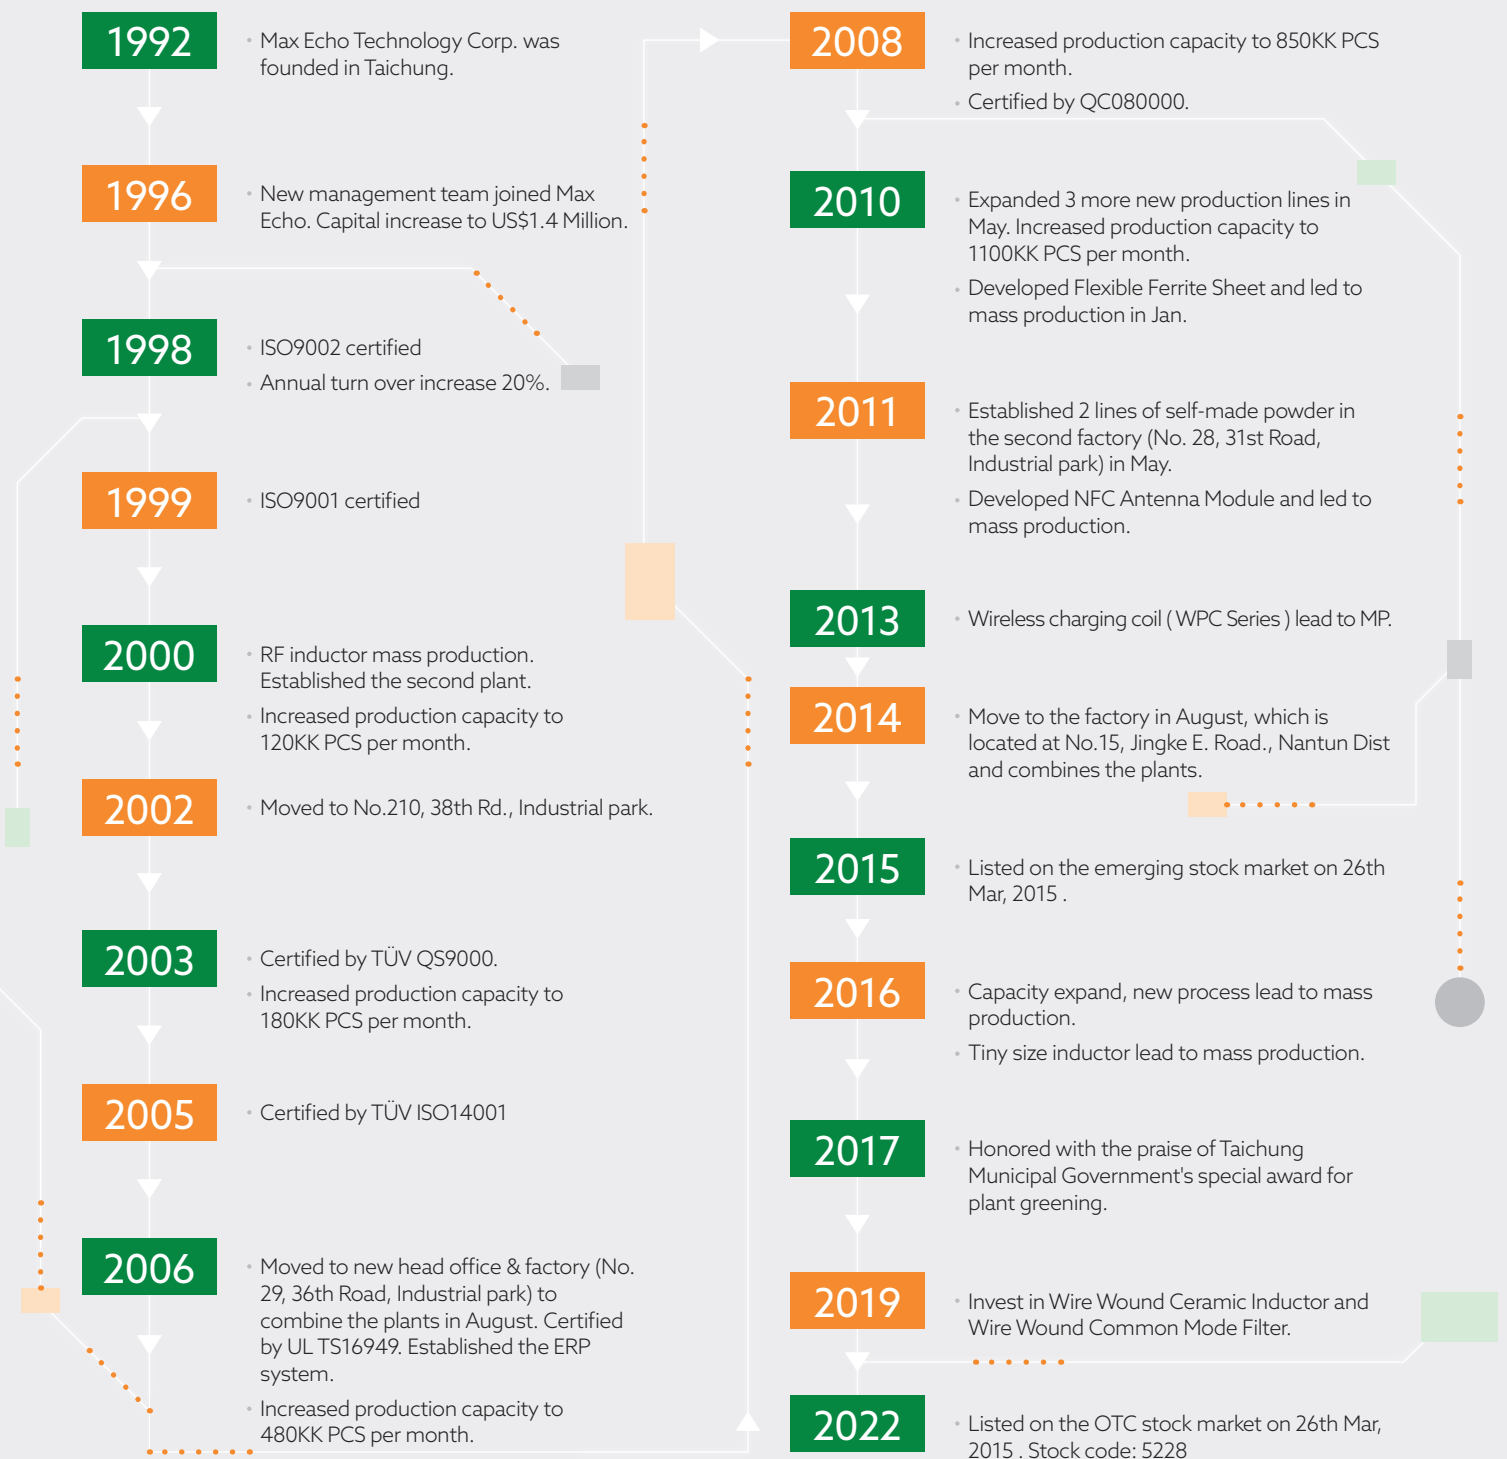 1992
• Max Echo Technology Corp. was
founded in Taichung.
1996
• New management team joined Max
Echo. Capital increase to US$1.4 Million.
1998
• ISO9002 certified
• Annual turn over increase 20%.
1999
• ISO9001 certified
2000
• RF inductor mass production.
Established the second plant.
• Increased production capacity to
120KK PCS per month.
2002
• Moved to No.210, 38th Rd., Industrial park.
2003
• Certified by TÜV QS9000.
• Increased production capacity to
180KK PCS per month.
2005
• Certified by TÜV ISO14001
2006
• Moved to new head office & factory (No.
29, 36th Road, Industrial park) to
combine the plants in August. Certified
by UL TS16949. Established the ERP
system.
• Increased production capacity to
480KK PCS per month.
2008
• Increased production capacity to 850KK PCS
per month.
• Certified by QC080000.
2010
• Expanded 3 more new production lines in
May. Increased production capacity to
1100KK PCS per month.
• Developed Flexible Ferrite Sheet and led to
mass production in Jan.
2011
• Established 2 lines of self-made powder in
the second factory (No. 28, 31st Road,
Industrial park) in May.
• Developed NFC Antenna Module and led to
mass production.
2013
• Wireless charging coil ( WPC Series ) lead to MP.
2014
• Move to the factory in August, which is
located at No.15, Jingke E. Road., Nantun Dist
and combines the plants.
2015
• Listed on the emerging stock market on 26th
Mar, 2015 .
2016
• Capacity expand, new process lead to mass
production.
• Tiny size inductor lead to mass production.
2017
• Honored with the praise of Taichung
Municipal Government's special award for
plant greening.
2019
• Invest in Wire Wound Ceramic Inductor and
Wire Wound Common Mode Filter.
2022
• Listed on the OTC stock market on 26th Mar,
2015 . Stock code: 5228